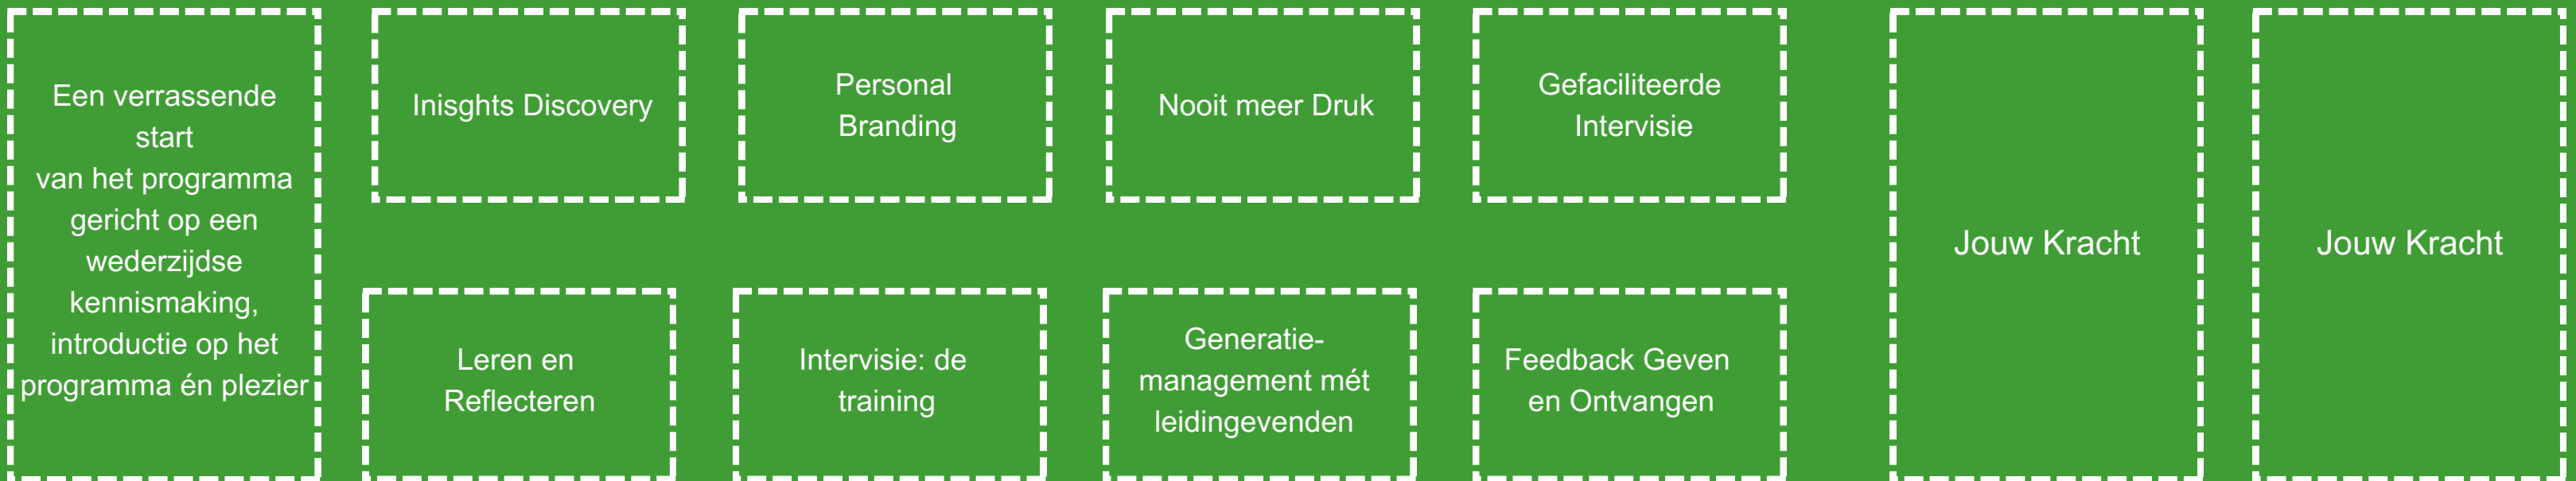 Een verrassende
start
van het programma
gericht op een
wederzijdse
kennismaking,
introductie op het
programma én plezier
Inisghts Discovery
Personal
Branding
Nooit meer Druk
Gefaciliteerde
Intervisie
Leren en
Reflecteren
Intervisie: de
training
Generatie-
management mét
leidingevenden
Feedback Geven
en Ontvangen
Jouw Kracht
Jouw Kracht